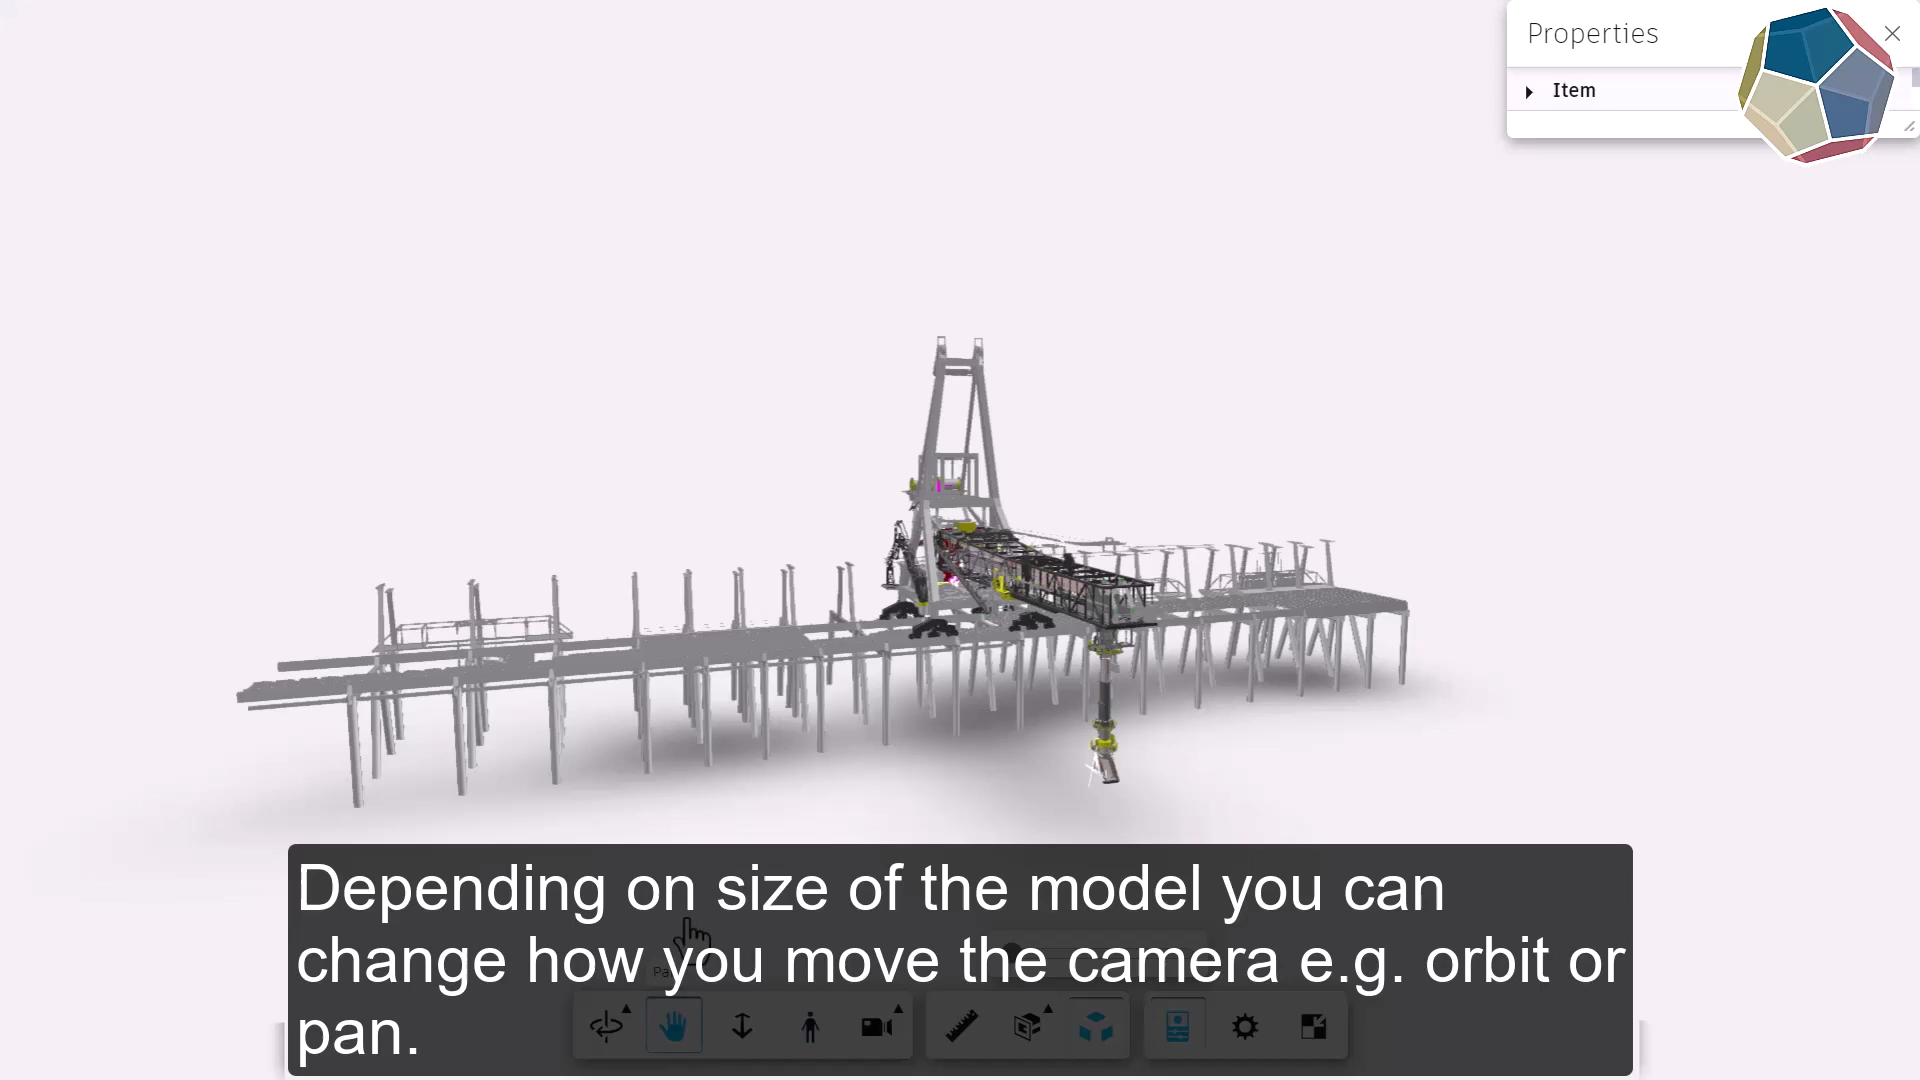 Properties
Item
Depending on size of the model you can
change how you move the camera e.g. orbit or
pan.